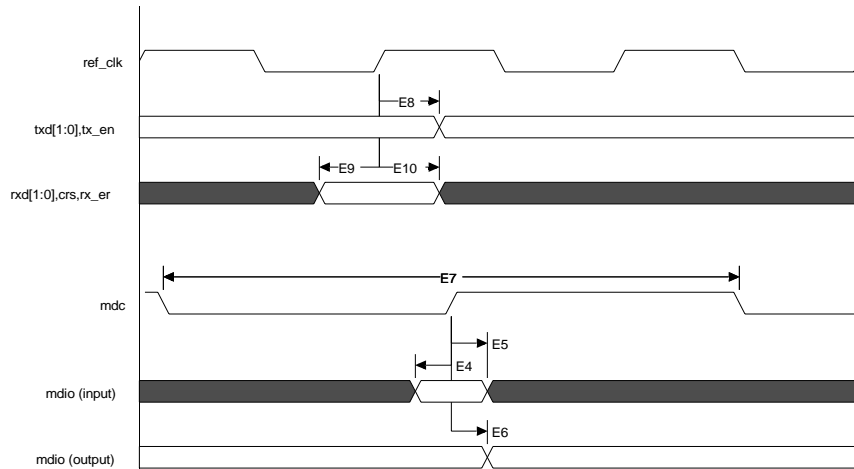 ref_clk
E8
txd[1:0],tx_en
E9
E10
rxd[1:0],crs,rx_er
E7
mdc
E5
E4
mdio (input)
E6
mdio (output)